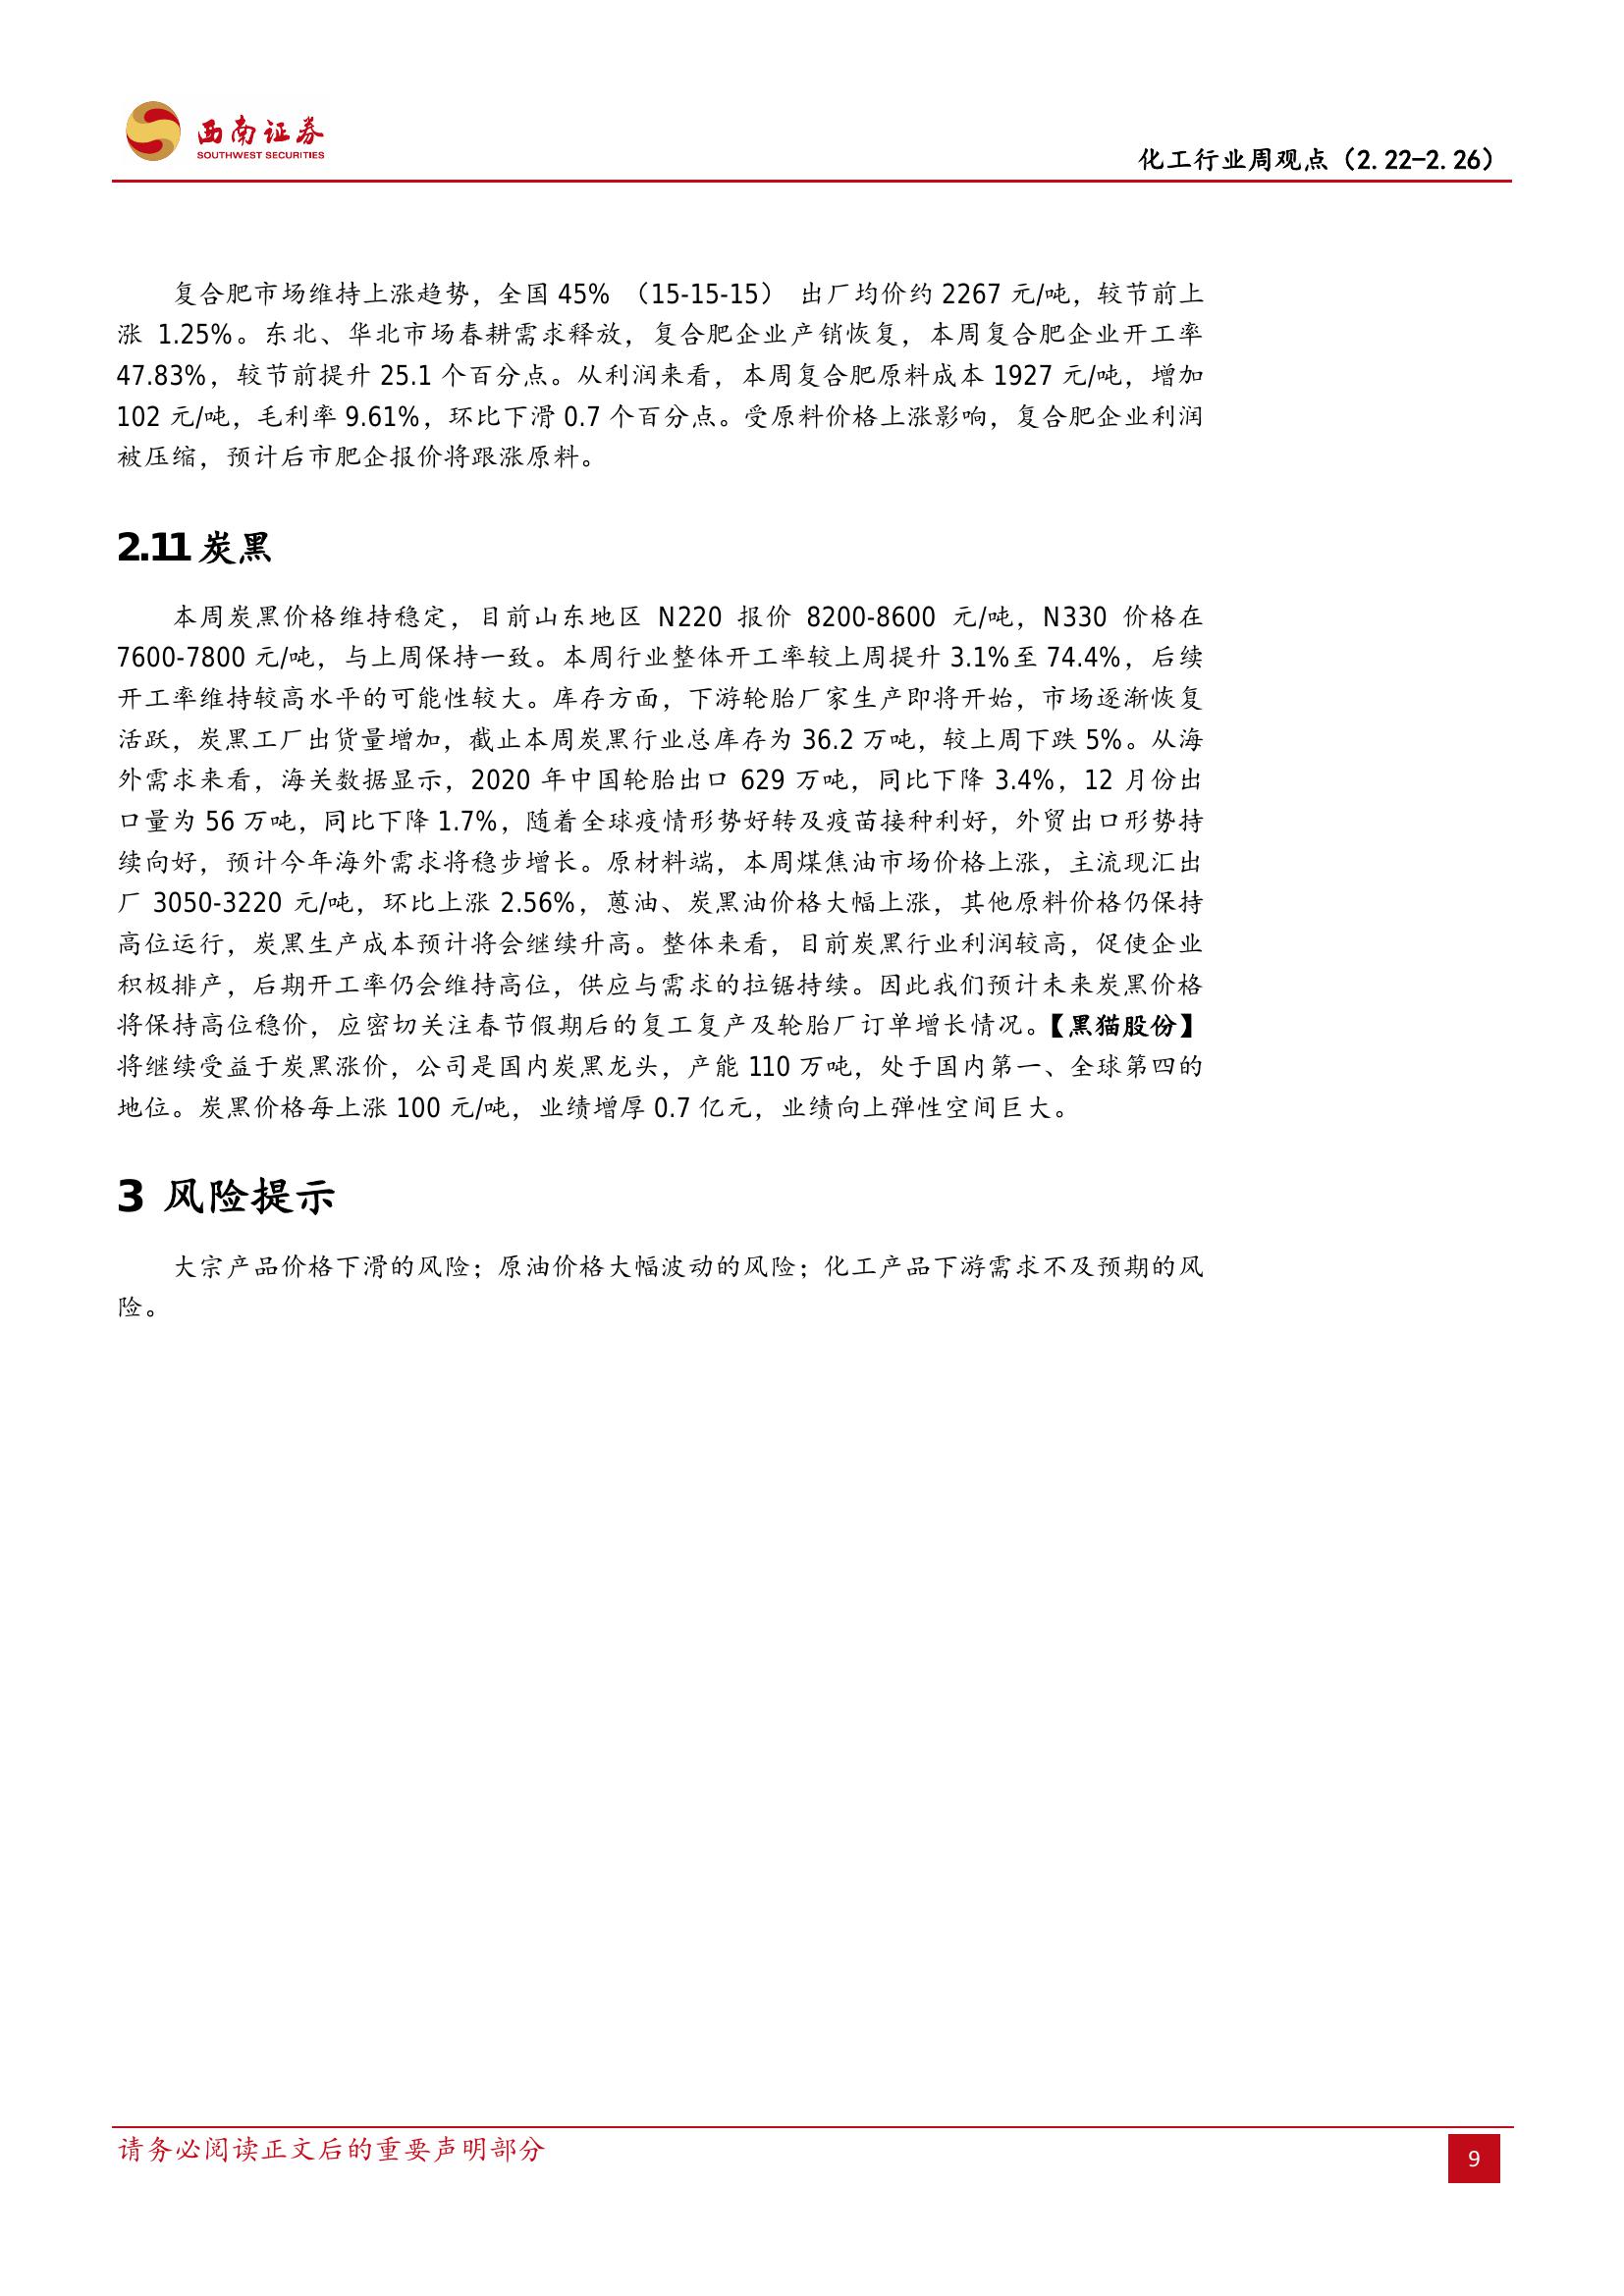 西南证券
SOUTHWEST SECURITIES
化工行业周观点（2.22-2.26）
复合肥市场维持上涨趋势，全国 45% （15-15-15） 出厂均价约 2267 元/吨，较节前上
涨 1.25%。东北、华北市场春耕需求释放，复合肥企业产销恢复，本周复合肥企业开工率
47.83%，较节前提升 25.1 个百分点。从利润来看，本周复合肥原料成本 1927 元/吨，增加
102 元/吨，毛利率 9.61%，环比下滑 0.7 个百分点。受原料价格上涨影响，复合肥企业利润
被压缩，预计后市肥企报价将跟涨原料。
2.11 炭黑
本周炭黑价格维持稳定，目前山东地区 N220 报价 8200-8600 元/吨，N330 价格在
7600-7800 元/吨，与上周保持一致。本周行业整体开工率较上周提升 3.1%至 74.4%，后续
开工率维持较高水平的可能性较大。库存方面，下游轮胎厂家生产即将开始，市场逐渐恢复
活跃，炭黑工厂出货量增加，截止本周炭黑行业总库存为 36.2 万吨，较上周下跌 5%。从海
外需求来看，海关数据显示，2020 年中国轮胎出口 629 万吨，同比下降 3.4%，12 月份出
口量为 56 万吨，同比下降 1.7%，随着全球疫情形势好转及疫苗接种利好，外贸出口形势持
续向好，预计今年海外需求将稳步增长。原材料端，本周煤焦油市场价格上涨，主流现汇出
厂 3050-3220 元/吨，环比上涨 2.56%，蒽油、炭黑油价格大幅上涨，其他原料价格仍保持
高位运行，炭黑生产成本预计将会继续升高。整体来看，目前炭黑行业利润较高，促使企业
积极排产，后期开工率仍会维持高位，供应与需求的拉锯持续。因此我们预计未来炭黑价格
将保持高位稳价，应密切关注春节假期后的复工复产及轮胎厂订单增长情况。【黑猫股份】
将继续受益于炭黑涨价，公司是国内炭黑龙头，产能 110 万吨，处于国内第一、全球第四的
地位。炭黑价格每上涨 100 元/吨，业绩增厚 0.7 亿元，业绩向上弹性空间巨大。
3 风险提示
大宗产品价格下滑的风险；原油价格大幅波动的风险；化工产品下游需求不及预期的风
险。
请务必阅读正文后的重要声明部分
9